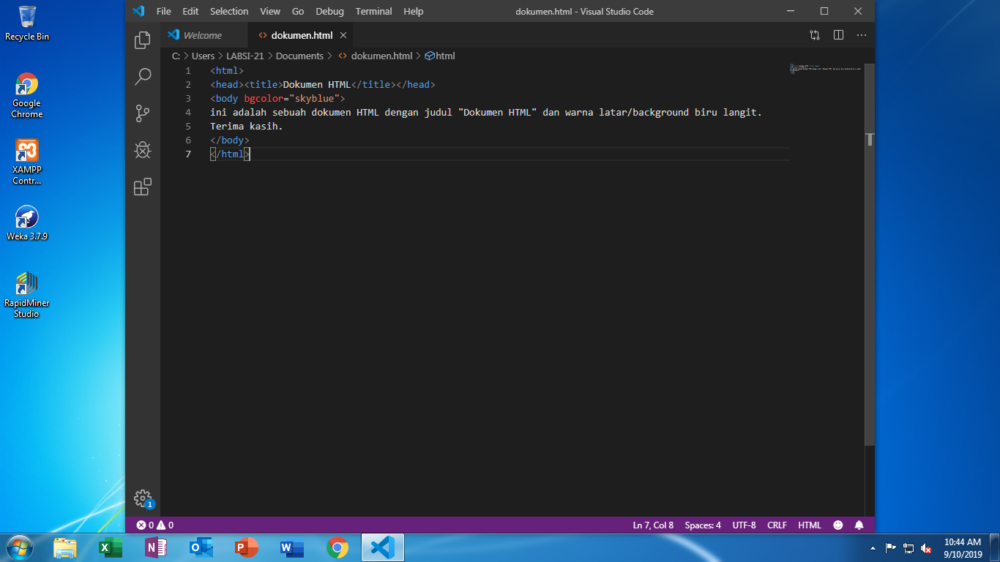 Recycle Bin
Google
Chrome
XAMPP
Contr...
Weka 3.7.9
RapidMiner
Studio
File Edit Selection View Go Debug Terminal Help
dokumen.html - Visual Studio Code
Welcome
dokumen.html
C: > Users > LABSI-21 > Documents > dokumen.html > html
1 <html>
2 <head><title>Dokumen HTML</title></head>
3 <body bgcolor="skyblue">
4 ini adalah sebuah dokumen HTML dengan judul "Dokumen HTML" dan warna latar/background biru langit.
5 Terima kasih.
6 </body>
7 </html>
1
0 0
Ln 7, Col 8 Spaces: 4 UTF-8 CRLF HTML
10:44 AM
9/10/2019